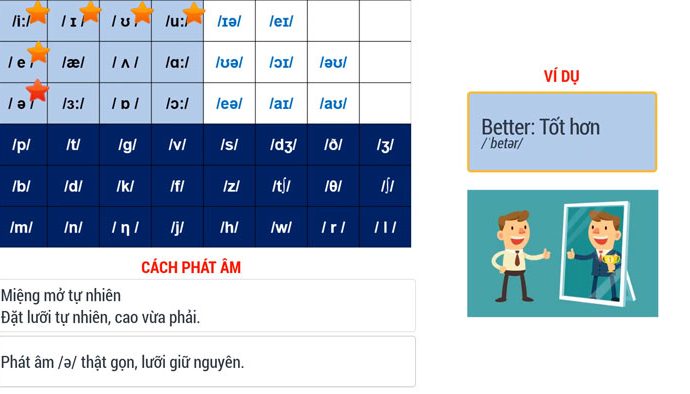 /i:/ / ɪ / / ʊ / /u:/ /ɪə/ /eɪ/
/ e / /æ/ / ʌ / /ɑ:/ /ʊə/ /ɔɪ/ /əʊ/
/ ə / /ɜ:/ / ɒ / /ɔ:/ /eə/ /aɪ/ /aʊ/
/p/ /t/ /g/ /v/ /s/ /dʒ/ /ð/ /ʒ/
/b/ /d/ /k/ /f/ /z/ /tʃ/ /θ/ /ʃ/
/m/ /n/ / η / /j/ /h/ /w/ / r / / l /
CÁCH PHÁT ÂM
Miệng mở tự nhiên
Đặt lưỡi tự nhiên, cao vừa phải.
Phát âm /ə/ thật gọn, lưỡi giữ nguyên.
VÍ DỤ
Better: Tốt hơn
/ˈbetər/